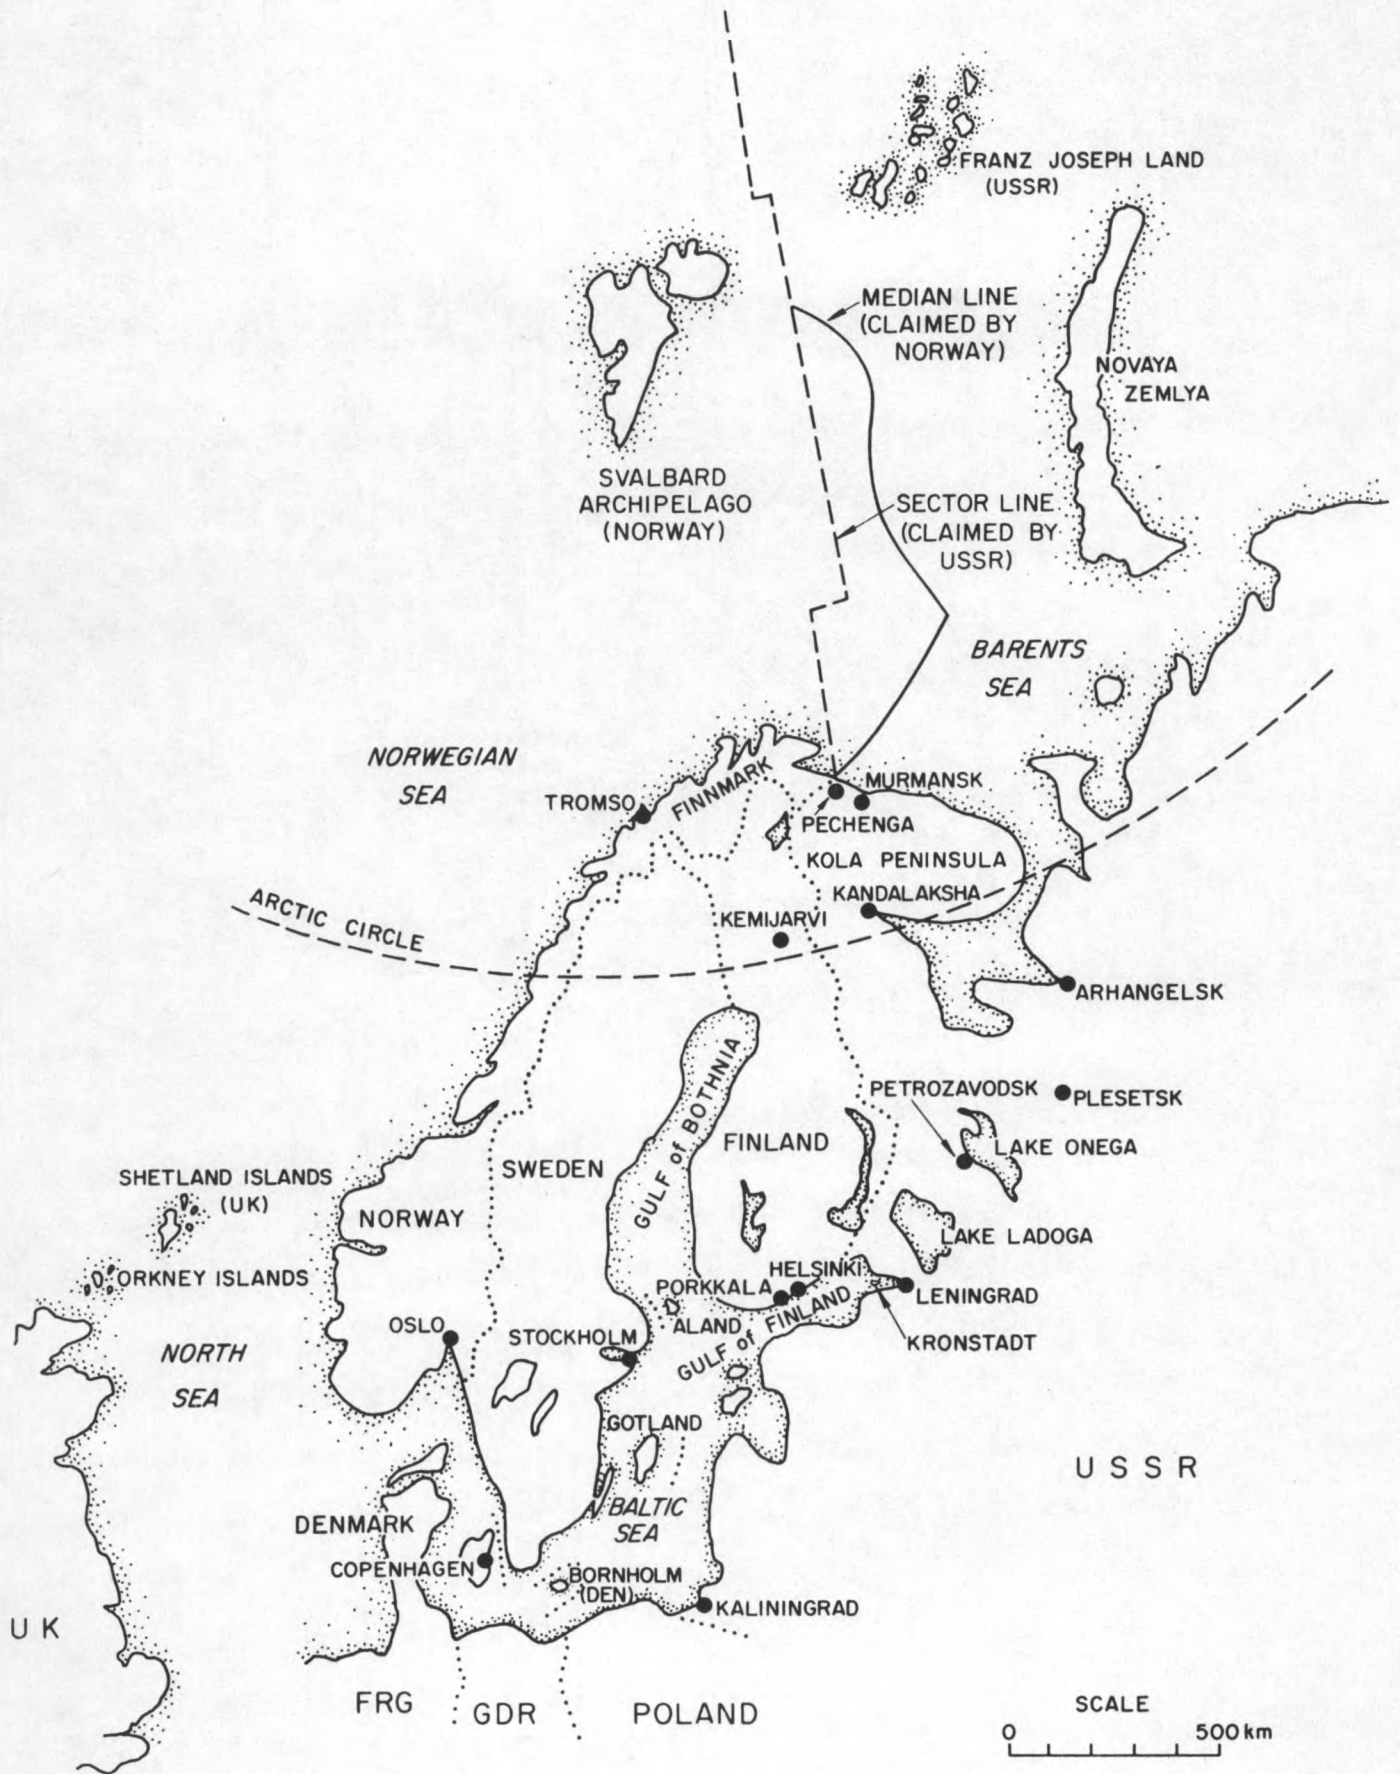 FRANZ JOSEPH LAND
(USSR)
MEDIAN LINE
(CLAIMED BY
NORWAY)
NOVAYA
ZEMLYA
SVALBARD
ARCHIPELAGO
(NORWAY)
SECTOR LINE
(CLAIMED BY
USSR)
BARENTS
SEA
NORWEGIAN
SEA
TROMSO
FINNMARK
MURMANSK
PECHENGA
KOLA PENINSULA
KANDALAKSHA
KEMIJARVI
ARCTIC CIRCLE
ARHANGELSK
PETROZAVODSK
PLESETSK
LAKE ONEGA
GULF of BOTHNIA
FINLAND
SWEDEN
SHETLAND ISLANDS
(UK)
NORWAY
LAKE LADOGA
ORKNEY ISLANDS
HELSINKI
PORKKALA
LENINGRAD
ALAND
GULF of FINLAND
KRONSTADT
OSLO
STOCKHOLM
NORTH
SEA
GOTLAND
USSR
BALTIC
SEA
DENMARK
COPENHAGEN
BORNHOLM
(DEN)
KALININGRAD
UK
FRG
GDR
POLAND
SCALE
0 500 km